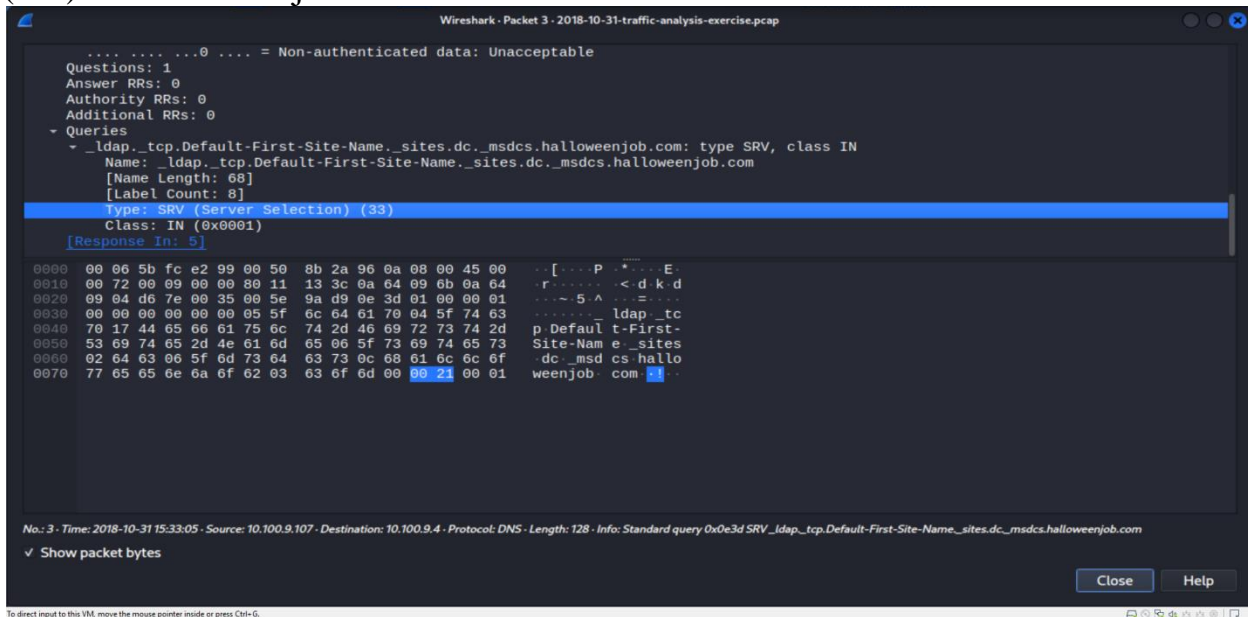 Wireshark · Packet 3 · 2018-10-31-traffic-analysis-exercise.pcap
.... .... ...0 .... = Non-authenticated data: Unacceptable
Questions: 1
Answer RRs: 0
Authority RRs: 0
Additional RRs: 0
Queries
_ldap._tcp.Default-First-Site-Name._sites.dc._msdcs.halloweenjob.com: type SRV, class IN
Name: _ldap._tcp.Default-First-Site-Name._sites.dc._msdcs.halloweenjob.com
[Name Length: 68]
[Label Count: 8]
Type: SRV (Server Selection) (33)
Class: IN (0x0001)
[Response In: 5]
0000 00 06 5b fc e2 99 00 50 8b 2a 96 0a 08 00 45 00 ··[····P ·*····E·
0010 00 72 00 09 00 00 80 11 13 3c 0a 64 09 6b 0a 64 ·r······ ·<·d·k·d
0020 09 04 d6 7e 00 35 00 5e 9a d9 0e 3d 01 00 00 01 ···~·5·^ ···=····
0030 00 00 00 00 00 00 05 5f 6c 64 61 70 04 5f 74 63 ·······_ ldap·_tc
0040 70 17 44 65 66 61 75 6c 74 2d 46 69 72 73 74 2d p·Defaul t-First-
0050 53 69 74 65 2d 4e 61 6d 65 06 5f 73 69 74 65 73 Site-Nam e·_sites
0060 02 64 63 06 5f 6d 73 64 63 73 0c 68 61 6c 6c 6f ·dc·_msd cs·hallo
0070 77 65 65 6e 6a 6f 62 03 63 6f 6d 00 00 21 00 01 weenjob· com··!··
No.: 3 · Time: 2018-10-31 15:33:05 · Source: 10.100.9.107 · Destination: 10.100.9.4 · Protocol: DNS · Length: 128 · Info: Standard query 0x0e3d SRV _ldap._tcp.Default-First-Site-Name._sites.dc._msdcs.halloweenjob.com
✓ Show packet bytes
Close Help
To direct input to this VM, move the mouse pointer inside or press Ctrl+G.